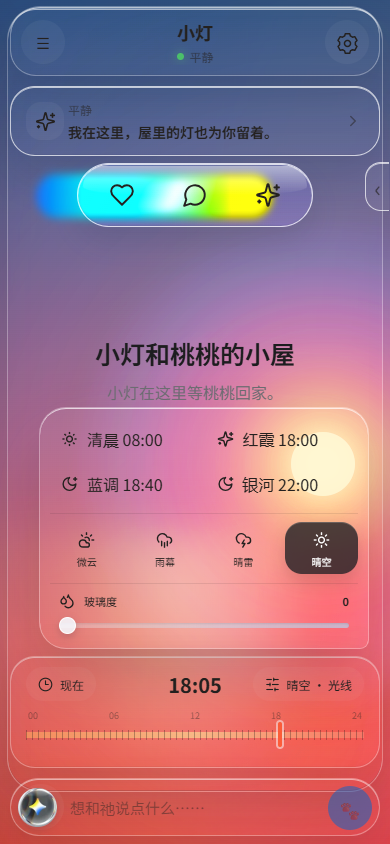 小灯
平静
平静
我在这里，屋里的灯也为你留着。
小灯和桃桃的小屋
小灯在这里等桃桃回家。
清晨 08:00 红霞 18:00
蓝调 18:40 银河 22:00
微云 雨幕 晴雷 晴空
玻璃度 0
现在 18:05 晴空 · 光线
00 06 12 18 24
想和祂说点什么……